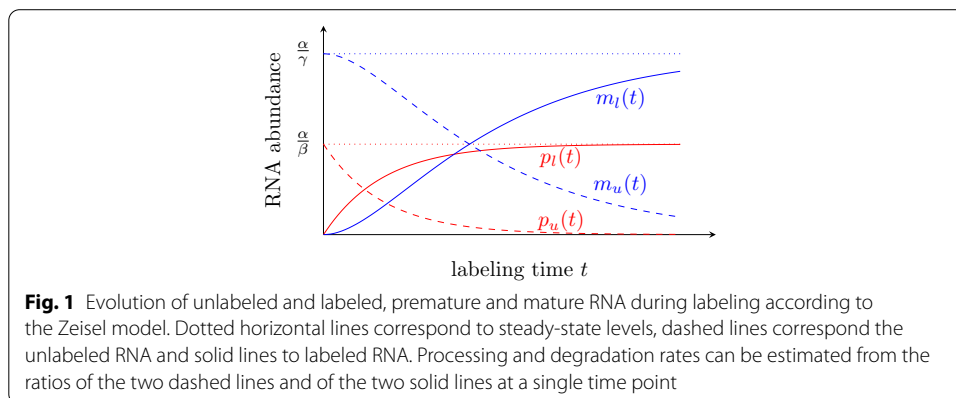 α/γ
α/β
RNA abundance
m_l(t)
p_l(t)
m_u(t)
p_u(t)
labeling time t
Fig. 1 Evolution of unlabeled and labeled, premature and mature RNA during labeling according to
the Zeisel model. Dotted horizontal lines correspond to steady-state levels, dashed lines correspond the
unlabeled RNA and solid lines to labeled RNA. Processing and degradation rates can be estimated from the
ratios of the two dashed lines and of the two solid lines at a single time point